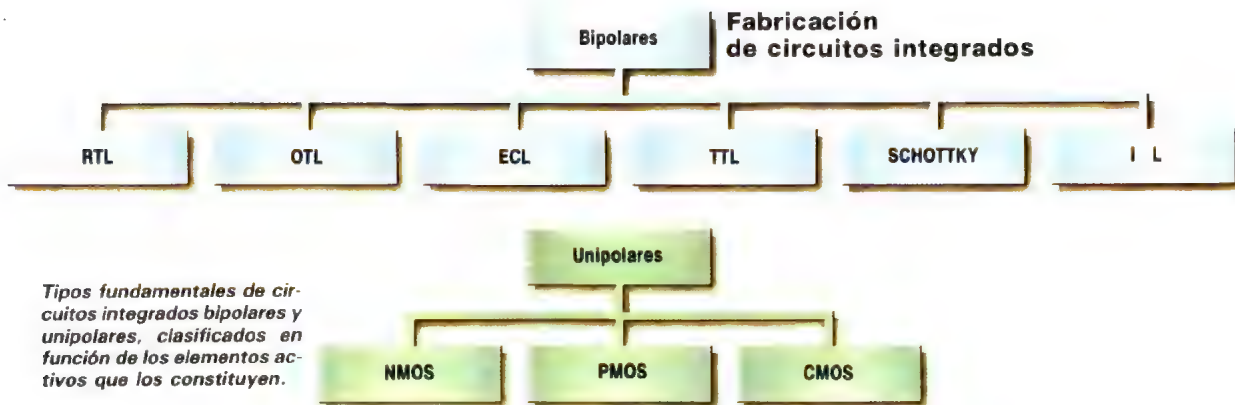 Fabricación
de circuitos integrados
Bipolares
RTL
OTL
ECL
TTL
SCHOTTKY
I L
Unipolares
NMOS
PMOS
CMOS
Tipos fundamentales de cir-
cuitos integrados bipolares y
unipolares, clasificados en
función de los elementos ac-
tivos que los constituyen.